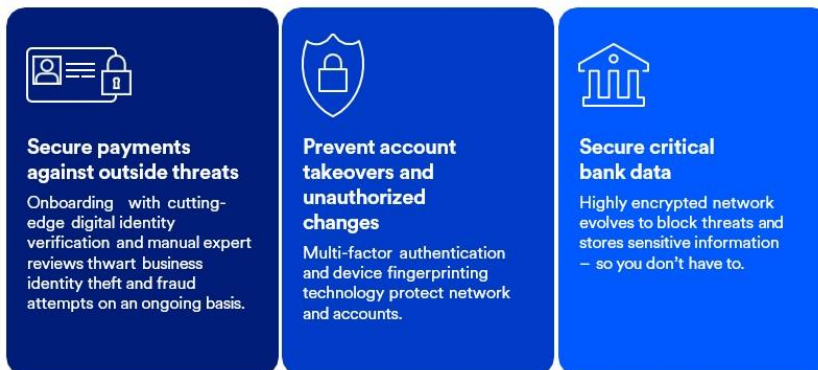 Secure payments
against outside threats
Onboarding with cutting-
edge digital identity
verification and manual expert
reviews thwart business
identity theft and fraud
attempts on an ongoing basis.
Prevent account
takeovers and
unauthorized
changes
Multi-factor authentication
and device fingerprinting
technology protect network
and accounts.
Secure critical
bank data
Highly encrypted network
evolves to block threats and
stores sensitive information
– so you don't have to.